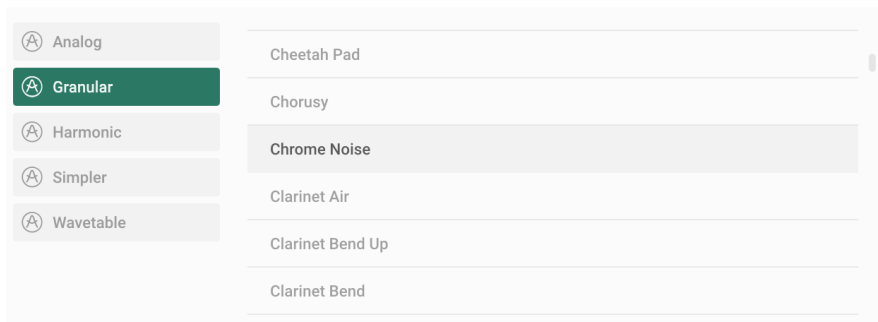 Analog
Granular
Harmonic
Simpler
Wavetable
Cheetah Pad
Chorusy
Chrome Noise
Clarinet Air
Clarinet Bend Up
Clarinet Bend